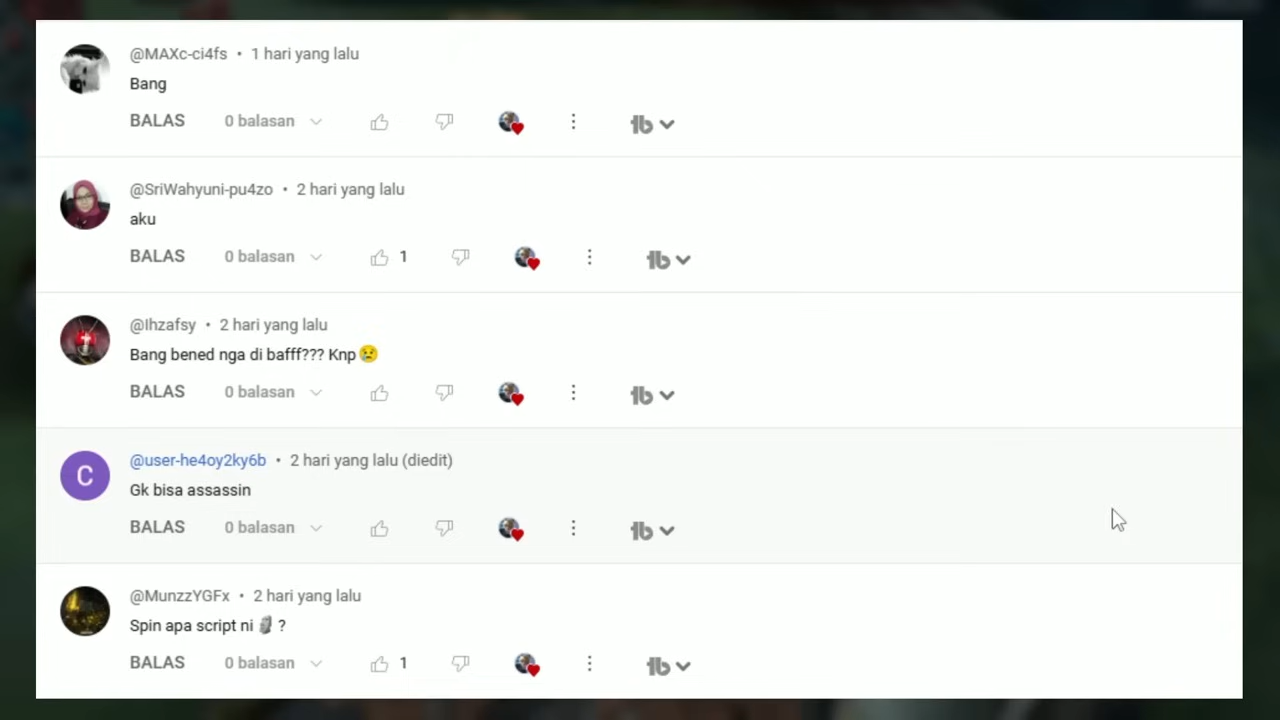 @MAXc-ci4fs • 1 hari yang lalu
Bang
BALAS 0 balasan
@SriWahyuni-pu4zo • 2 hari yang lalu
aku
BALAS 0 balasan 1
@Ihzafsy • 2 hari yang lalu
Bang bened nga di bafff??? Knp 😢
BALAS 0 balasan
C
@user-he4oy2ky6b • 2 hari yang lalu (diedit)
Gk bisa assassin
BALAS 0 balasan
@MunzzYGFx • 2 hari yang lalu
Spin apa script ni 🗿 ?
BALAS 0 balasan 1